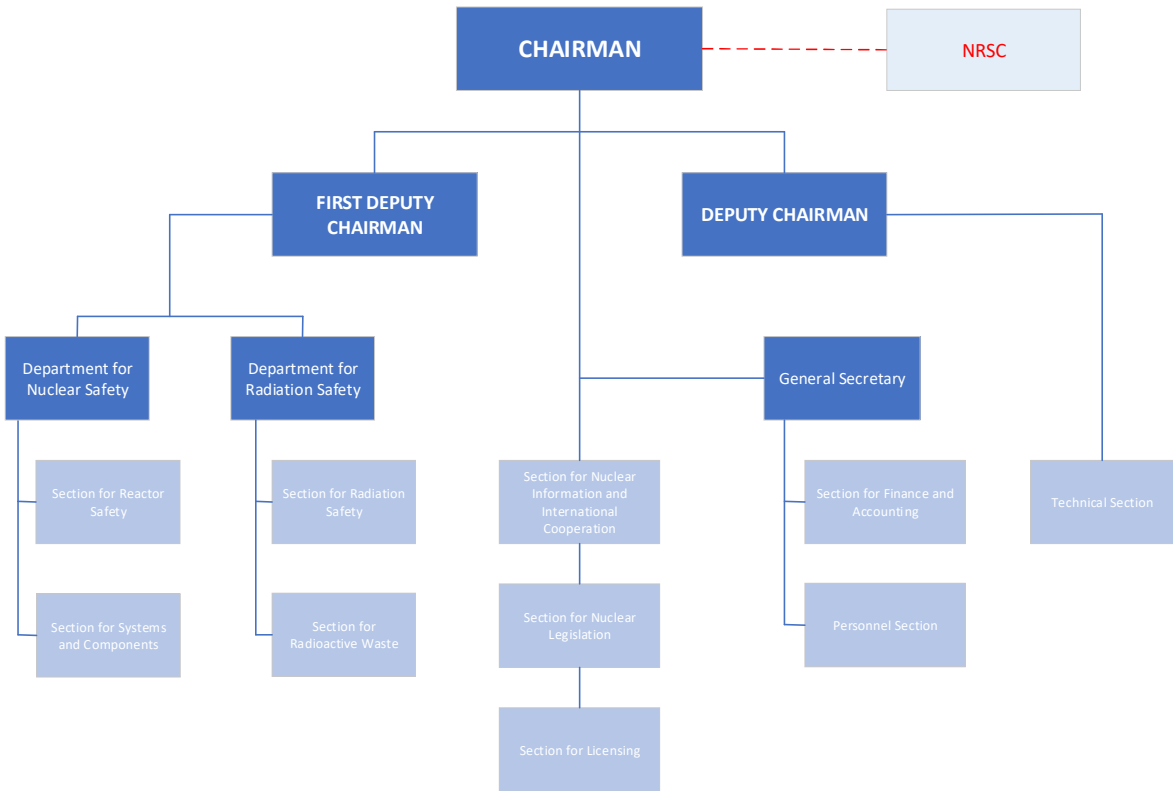 CHAIRMAN
NRSC
FIRST DEPUTY
CHAIRMAN
DEPUTY CHAIRMAN
Department for
Nuclear Safety
Department for
Radiation Safety
General Secretary
Section for Reactor
Safety
Section for Radiation
Safety
Section for Nuclear
Information and
International
Cooperation
Section for Finance and
Accounting
Technical Section
Section for Systems
and Components
Section for
Radioactive Waste
Section for Nuclear
Legislation
Personnel Section
Section for Licensing